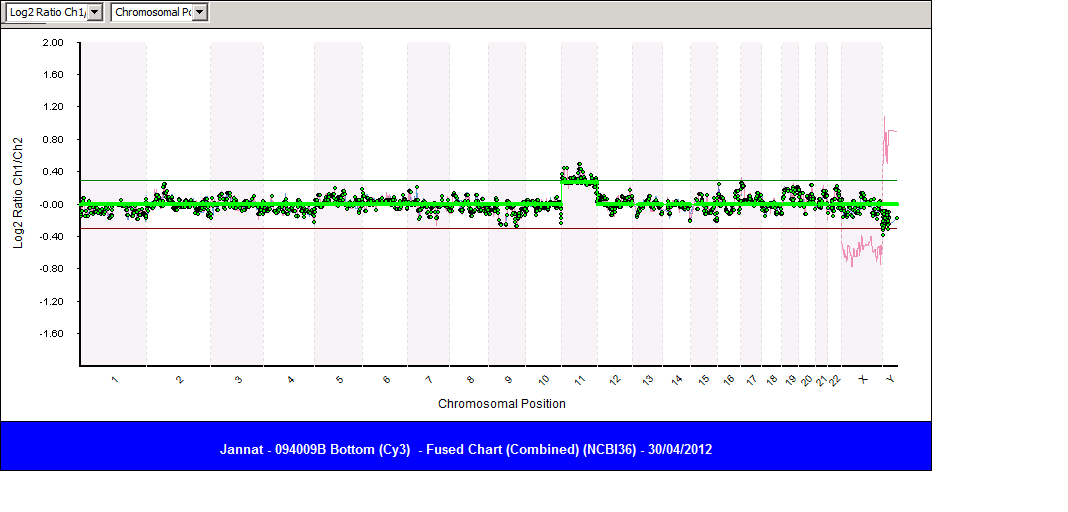 Log2 Ratio Ch1/ Chromosomal Po
2.00
1.60
1.20
0.80
0.40
-0.00
-0.40
-0.80
-1.20
-1.60
Log2 Ratio Ch1/Ch2
1 2 3 4 5 6 7 8 9 10 11 12 13 14 15 16 17 18 19 20 21 22 X Y
Chromosomal Position
Jannat - 094009B Bottom (Cy3) - Fused Chart (Combined) (NCBI36) - 30/04/2012